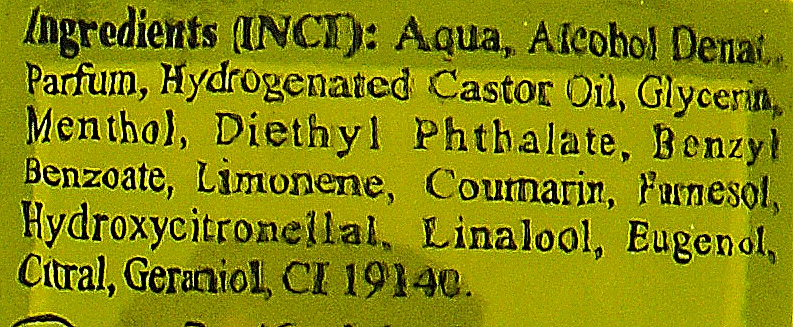 Ingredients (INCI): Aqua, Alcohol Denat.,
Parfum, Hydrogenated Castor Oil, Glycerin,
Menthol, Diethyl Phthalate, Benzyl
Benzoate, Limonene, Coumarin, Farnesol,
Hydroxycitronellal, Linalool, Eugenol,
Citral, Geraniol, CI 19140.